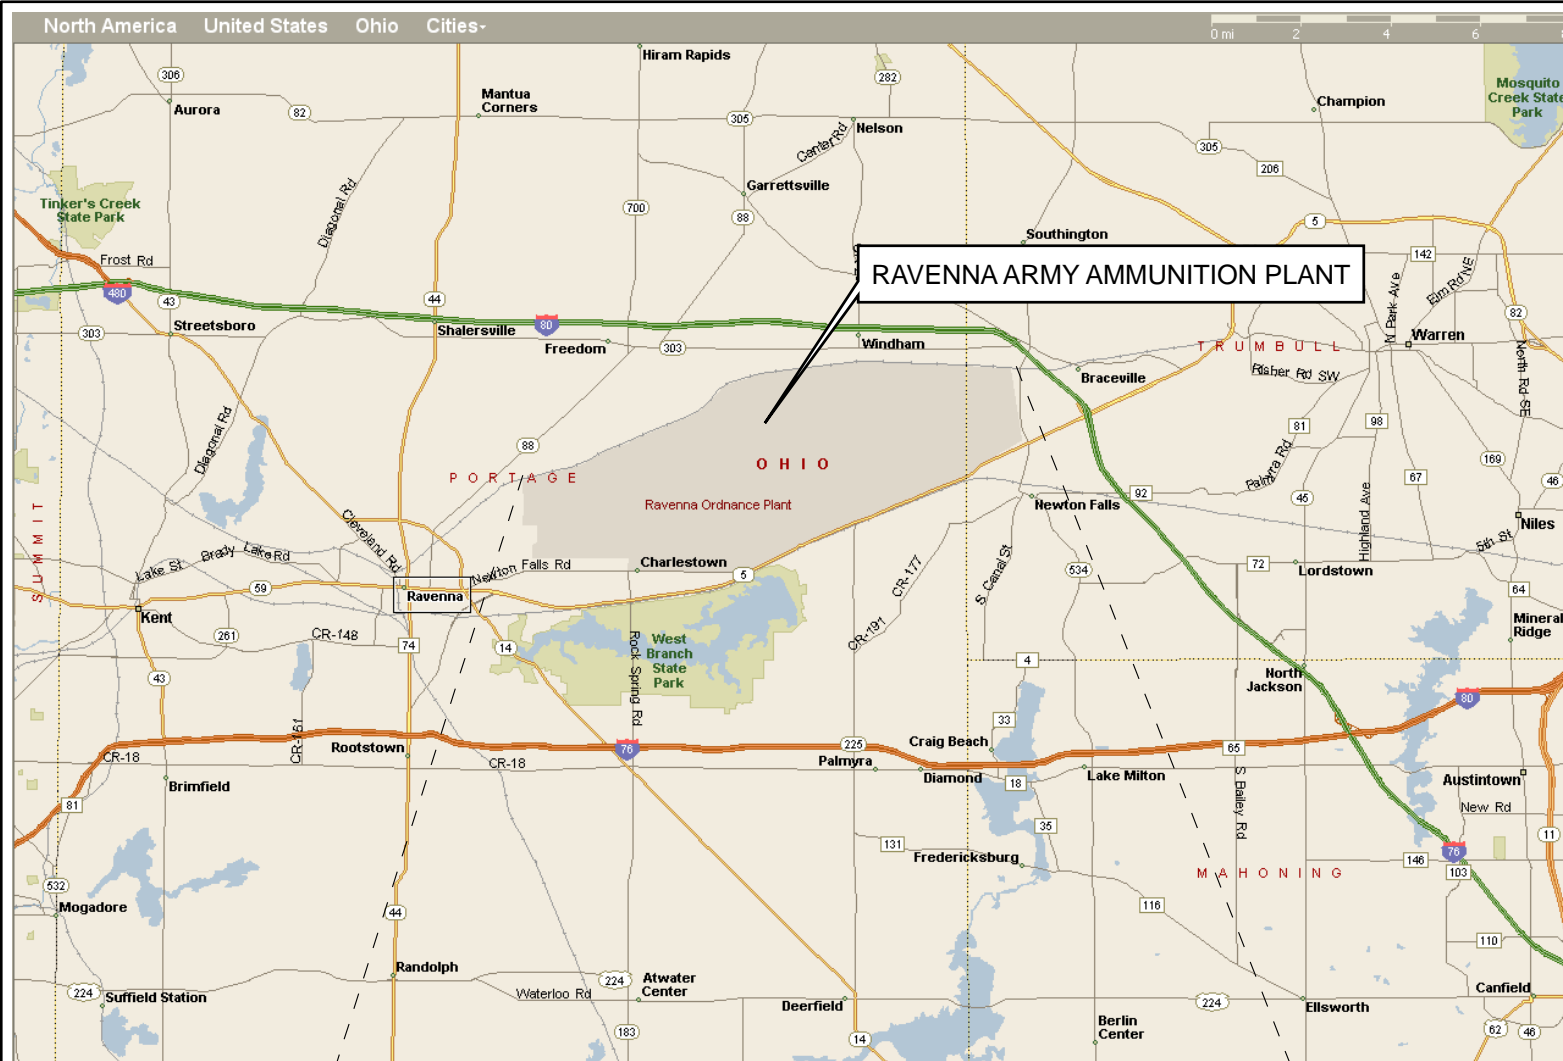 North America United States Ohio Cities-
0 mi 2 4 6
Hiram Rapids
306
282
Mosquito
Creek State
Park
Mantua
Corners
Aurora
82
305
Nelson
Champion
Center Rd
305
206
Tinker's Creek
State Park
Diagonal Rd
Garrettsville
700
88
5
Southington
142
Frost Rd
RAVENNA ARMY AMMUNITION PLANT
N Park Ave
Elm Rd NE
480
43
44
82
303
Streetsboro
Shalersville
80
Freedom
303
Windham
TRUMBULL
Warren
North Rd SE
Risher Rd SW
Braceville
Diagonal Rd
88
81
98
OHIO
PORTAGE
Palmyra Rd
169
67
46
Ravenna Ordnance Plant
Newton Falls
92
45
Highland Ave
Niles
SUMMIT
Cleveland Rd
5th St
Brady Lake Rd
Lake St
Newton Falls Rd
Charlestown
5
CR-177
S Canal St
534
72
Lordstown
59
Ravenna
64
Kent
Mineral
Ridge
261
CR-148
74
14
Rock Spring Rd
West
Branch
State
Park
CR-191
4
43
North
Jackson
80
33
CR-151
Rootstown
76
225
Craig Beach
65
CR-18
CR-18
Palmyra
Diamond
18
Lake Milton
S Bailey Rd
Austintown
Brimfield
81
New Rd
35
11
131
Fredericksburg
76
146
103
MAHONING
532
Mogadore
44
116
110
Randolph
224
Atwater
Center
224
Suffield Station
Waterloo Rd
Deerfield
224
Ellsworth
Canfield
183
14
Berlin
Center
62
46